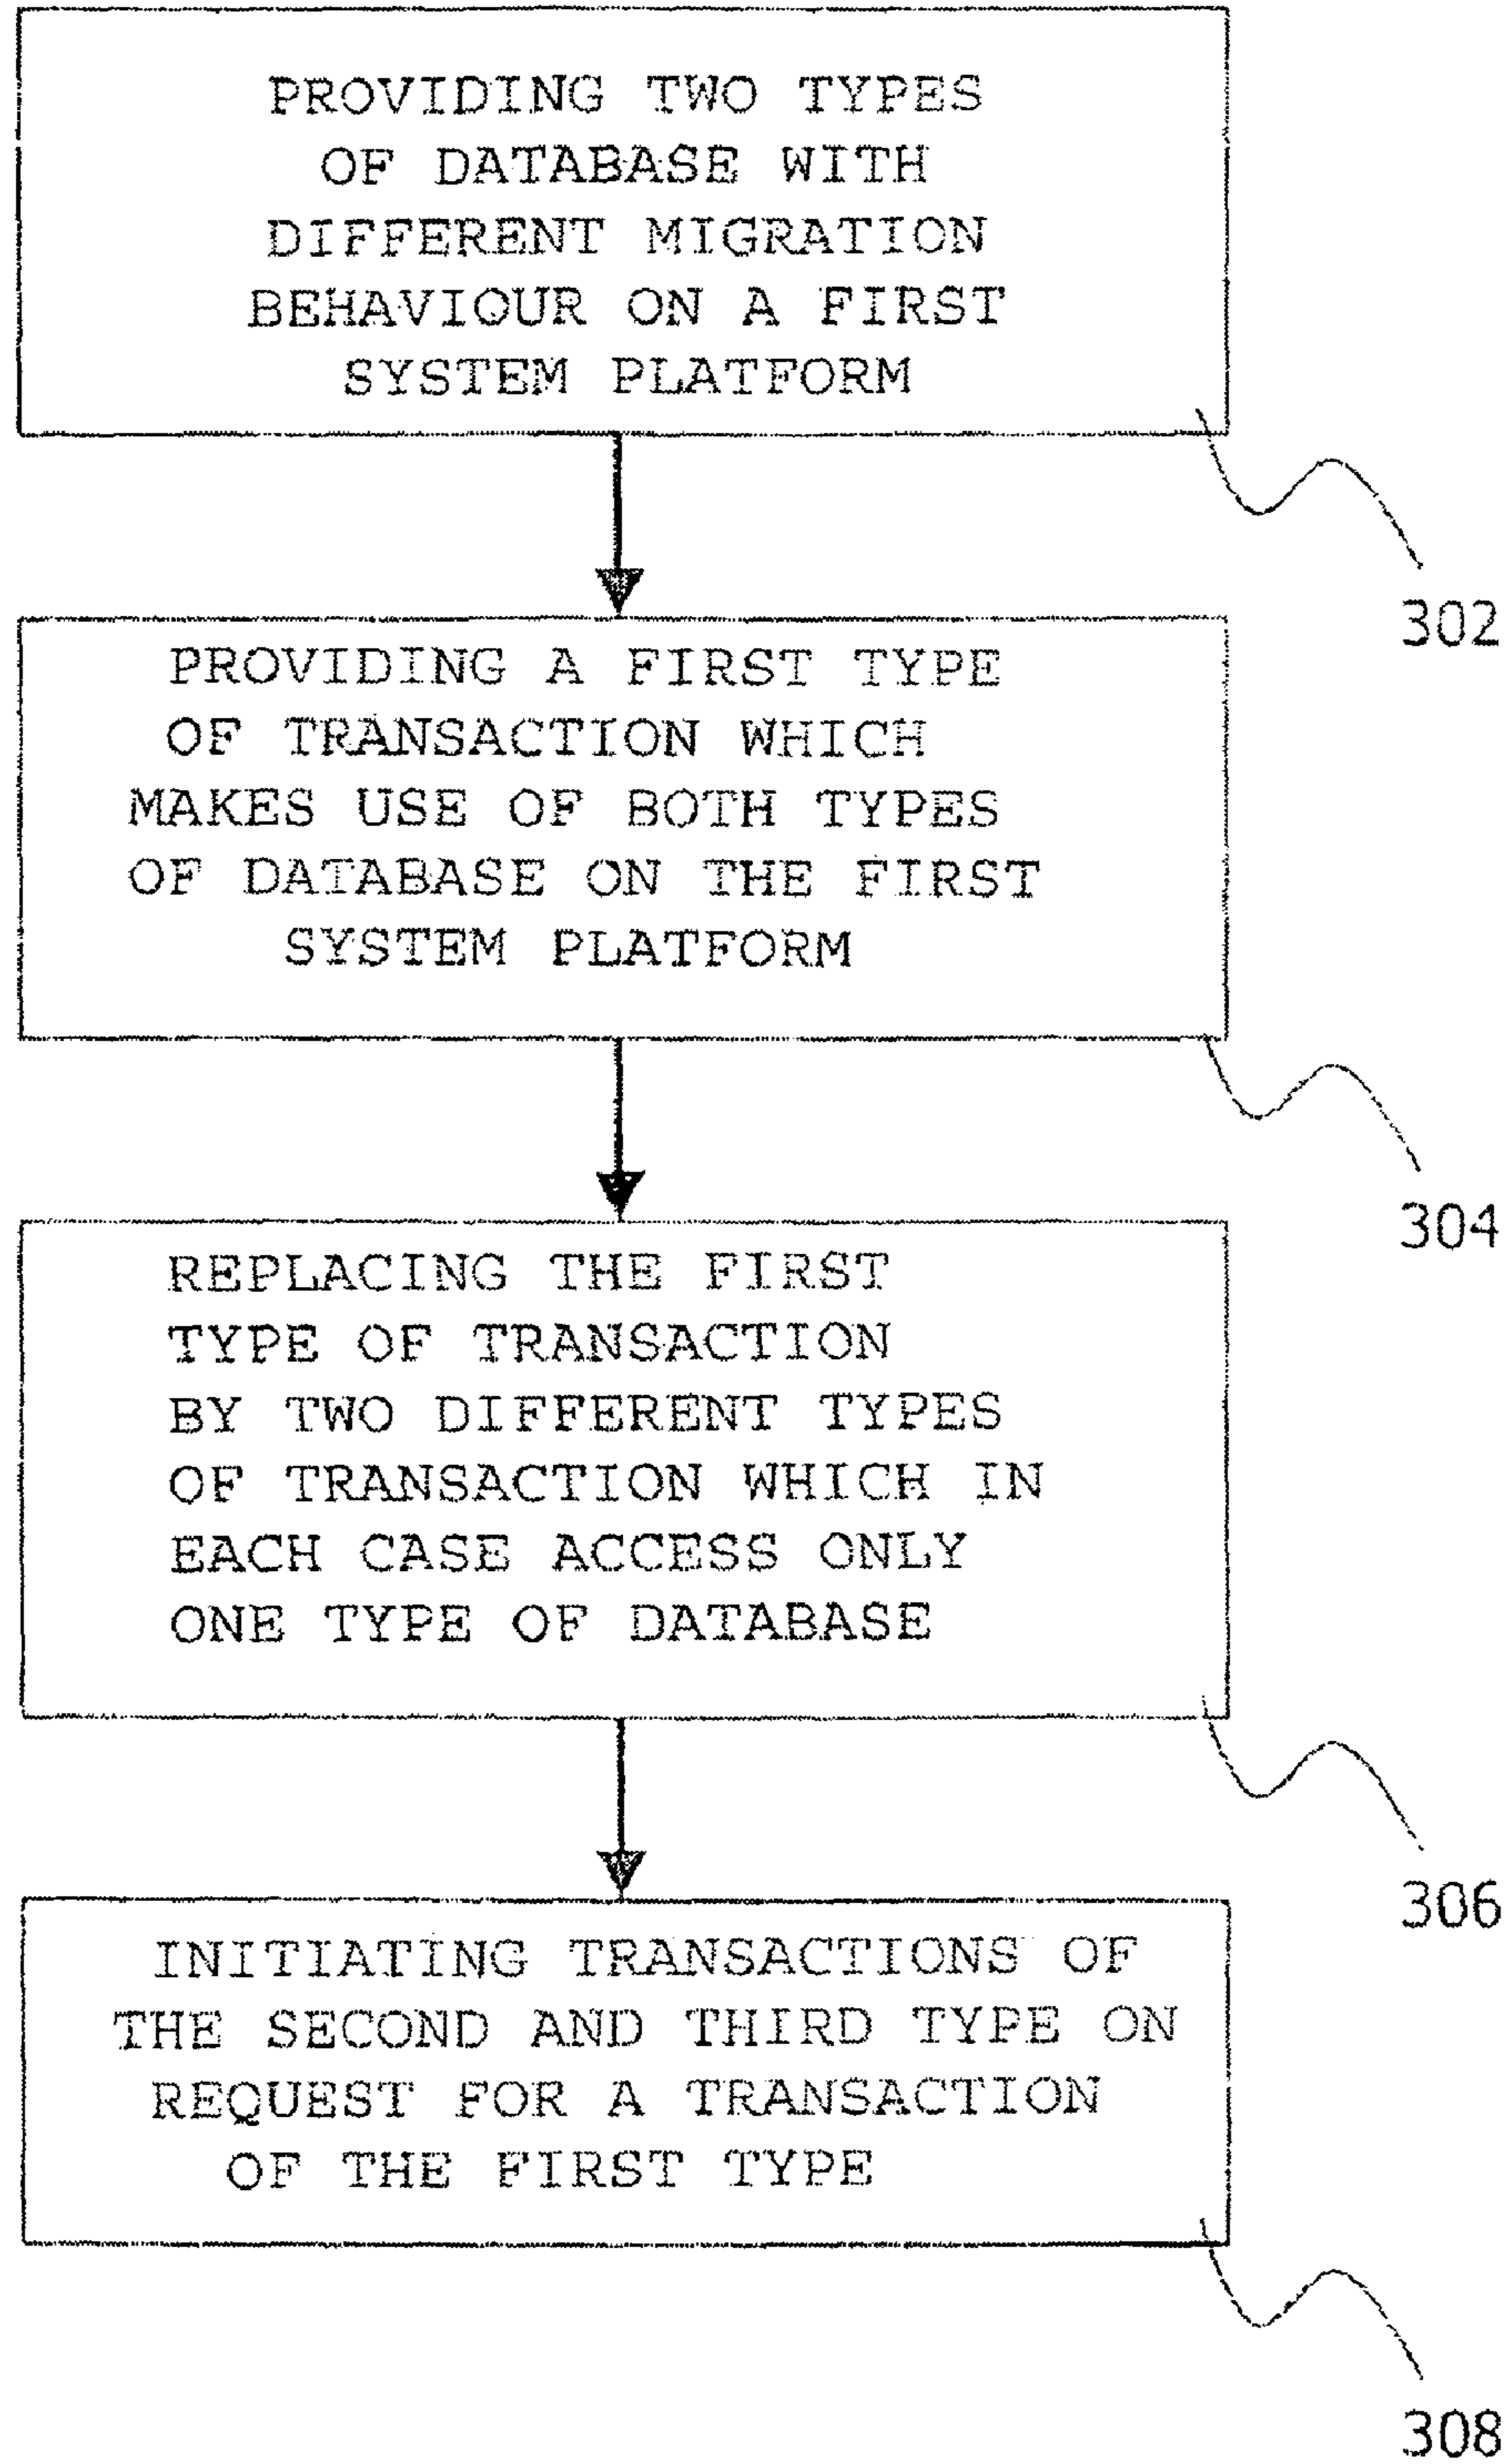 PROVIDING TWO TYPES
OF DATABASE WITH
DIFFERENT MIGRATION
BEHAVIOUR ON A FIRST
SYSTEM PLATFORM
302
PROVIDING A FIRST TYPE
OF TRANSACTION WHICH
MAKES USE OF BOTH TYPES
OF DATABASE ON THE FIRST
SYSTEM PLATFORM
304
REPLACING THE FIRST
TYPE OF TRANSACTION
BY TWO DIFFERENT TYPES
OF TRANSACTION WHICH IN
EACH CASE ACCESS ONLY
ONE TYPE OF DATABASE
306
INITIATING TRANSACTIONS OF
THE SECOND AND THIRD TYPE ON
REQUEST FOR A TRANSACTION
OF THE FIRST TYPE
308